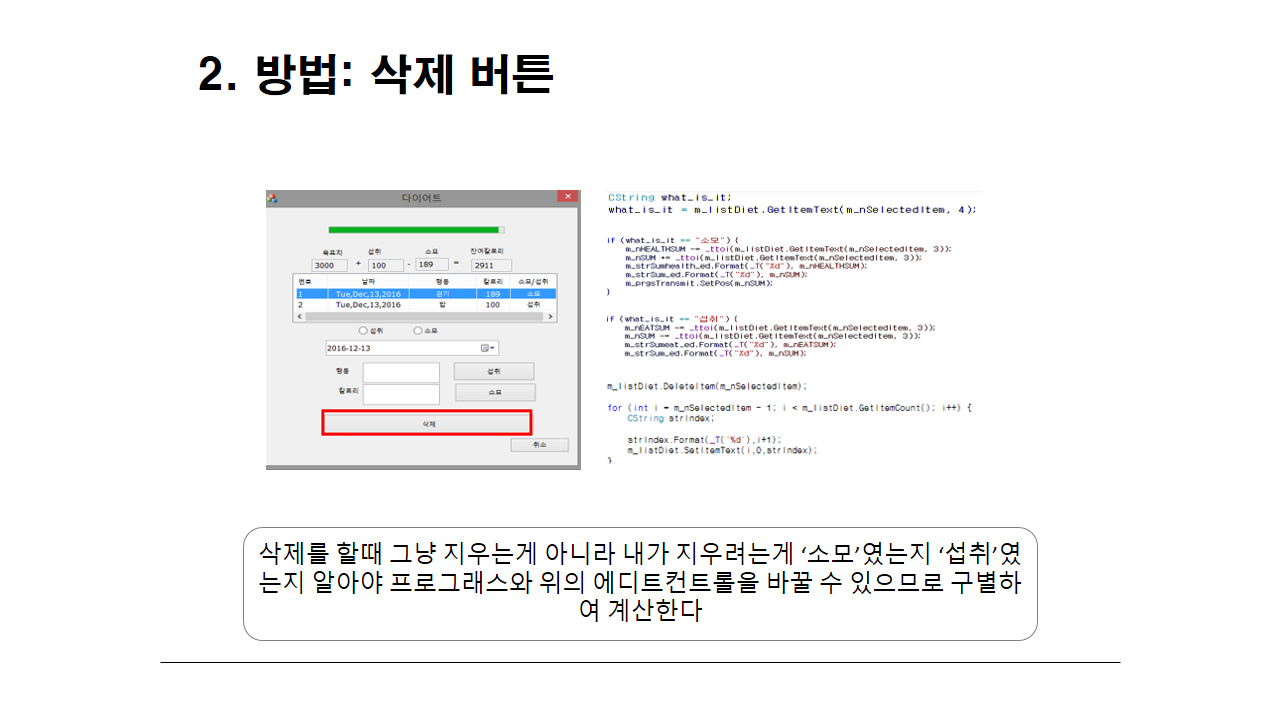 2. 방법: 삭제 버튼
다이어트
목표치 섭취 소모 잔여칼로리
3000 + 100 - 189 = 2911
번호 날짜 행동 칼로리 소모/섭취
1 Tue,Dec,13,2016 걷기 189 소모
2 Tue,Dec,13,2016 밥 100 섭취
섭취 소모
2016-12-13
행동 섭취
칼로리 소모
삭제
취소
CString what_is_it;
what_is_it = m_listDiet.GetItemText(m_nSelectedItem, 4);
if (what_is_it == "소모") {
m_nHEALTHSUM -= _ttoi(m_listDiet.GetItemText(m_nSelectedItem, 3));
m_nSUM += _ttoi(m_listDiet.GetItemText(m_nSelectedItem, 3));
m_strSumhealth_ed.Format(_T("%d"), m_nHEALTHSUM);
m_strSum_ed.Format(_T("%d"), m_nSUM);
m_prgsTransmit.SetPos(m_nSUM);
}
if (what_is_it == "섭취") {
m_nEATSUM -= _ttoi(m_listDiet.GetItemText(m_nSelectedItem, 3));
m_nSUM -= _ttoi(m_listDiet.GetItemText(m_nSelectedItem, 3));
m_strSumeat_ed.Format(_T("%d"), m_nEATSUM);
m_strSum_ed.Format(_T("%d"), m_nSUM);
m_listDiet.DeleteItem(m_nSelectedItem);
for (int i = m_nSelectedItem - 1; i < m_listDiet.GetItemCount(); i++) {
CString strIndex;
strIndex.Format(_T("%d"),i+1);
m_listDiet.SetItemText(i,0,strIndex);
}
삭제를 할때 그냥 지우는게 아니라 내가 지우려는게 ‘소모’였는지 ‘섭취’였
는지 알아야 프로그래스와 위의 에디트컨트롤을 바꿀 수 있으므로 구별하
여 계산한다